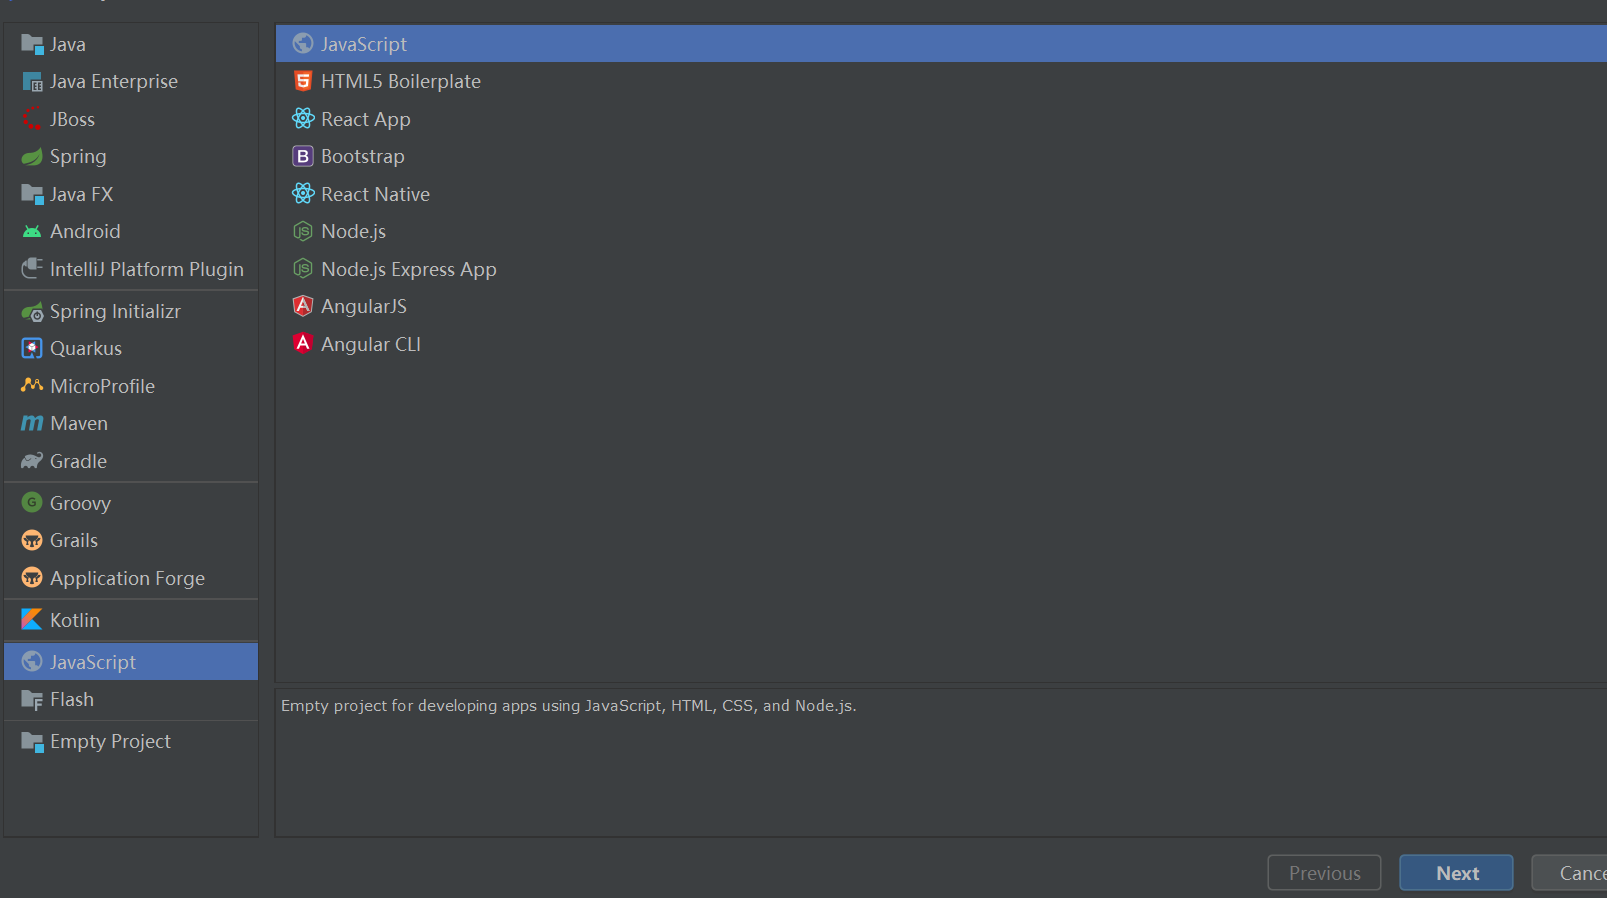 Java
Java Enterprise
JBoss
Spring
Java FX
Android
IntelliJ Platform Plugin
Spring Initializr
Quarkus
MicroProfile
Maven
Gradle
Groovy
Grails
Application Forge
Kotlin
JavaScript
Flash
Empty Project
JavaScript
HTML5 Boilerplate
React App
Bootstrap
React Native
Node.js
Node.js Express App
AngularJS
Angular CLI
Empty project for developing apps using JavaScript, HTML, CSS, and Node.js.
Previous
Next
Cance